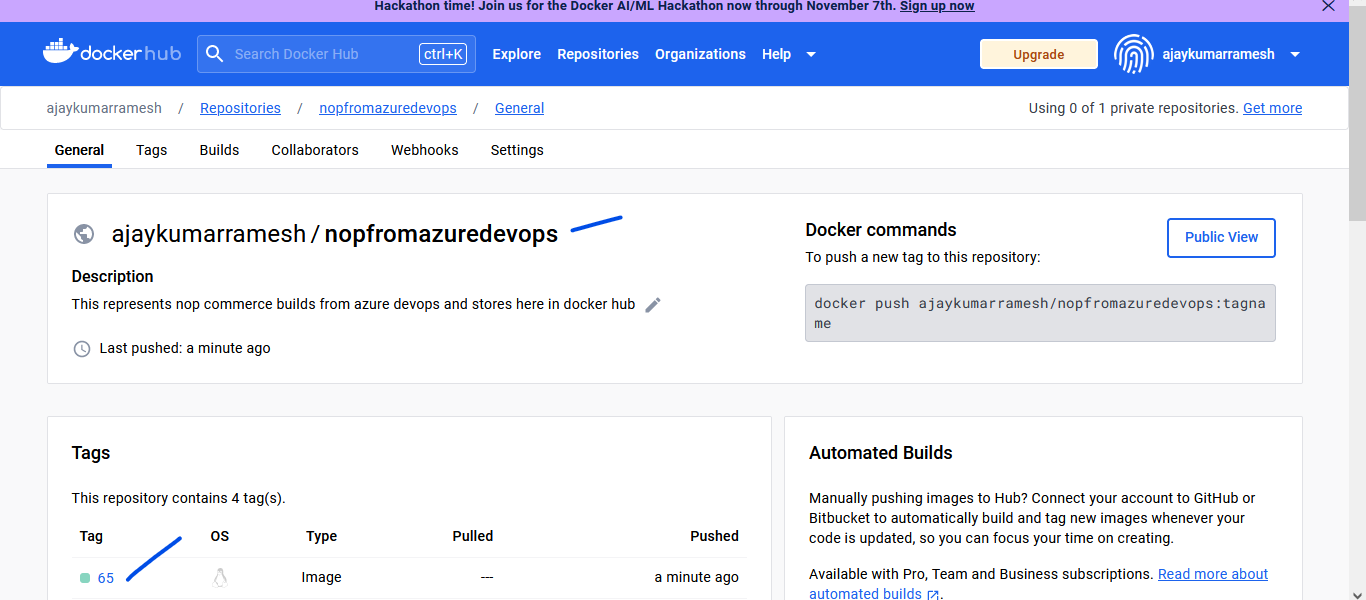 Hackathon time! Join us for the Docker AI/ML Hackathon now through November 7th. Sign up now
dockerhub Search Docker Hub ctrl+K Explore Repositories Organizations Help Upgrade ajaykumarramesh
ajaykumarramesh / Repositories / nopfromazuredevops / General Using 0 of 1 private repositories. Get more
General Tags Builds Collaborators Webhooks Settings
ajaykumarramesh / nopfromazuredevops
Description
This represents nop commerce builds from azure devops and stores here in docker hub
Last pushed: a minute ago
Docker commands
Public View
To push a new tag to this repository:
docker push ajaykumarramesh/nopfromazuredevops:tagna
me
Tags
This repository contains 4 tag(s).
Tag OS Type Pulled Pushed
65 Image --- a minute ago
Automated Builds
Manually pushing images to Hub? Connect your account to GitHub or
Bitbucket to automatically build and tag new images whenever your
code is updated, so you can focus your time on creating.
Available with Pro, Team and Business subscriptions. Read more about
automated builds .